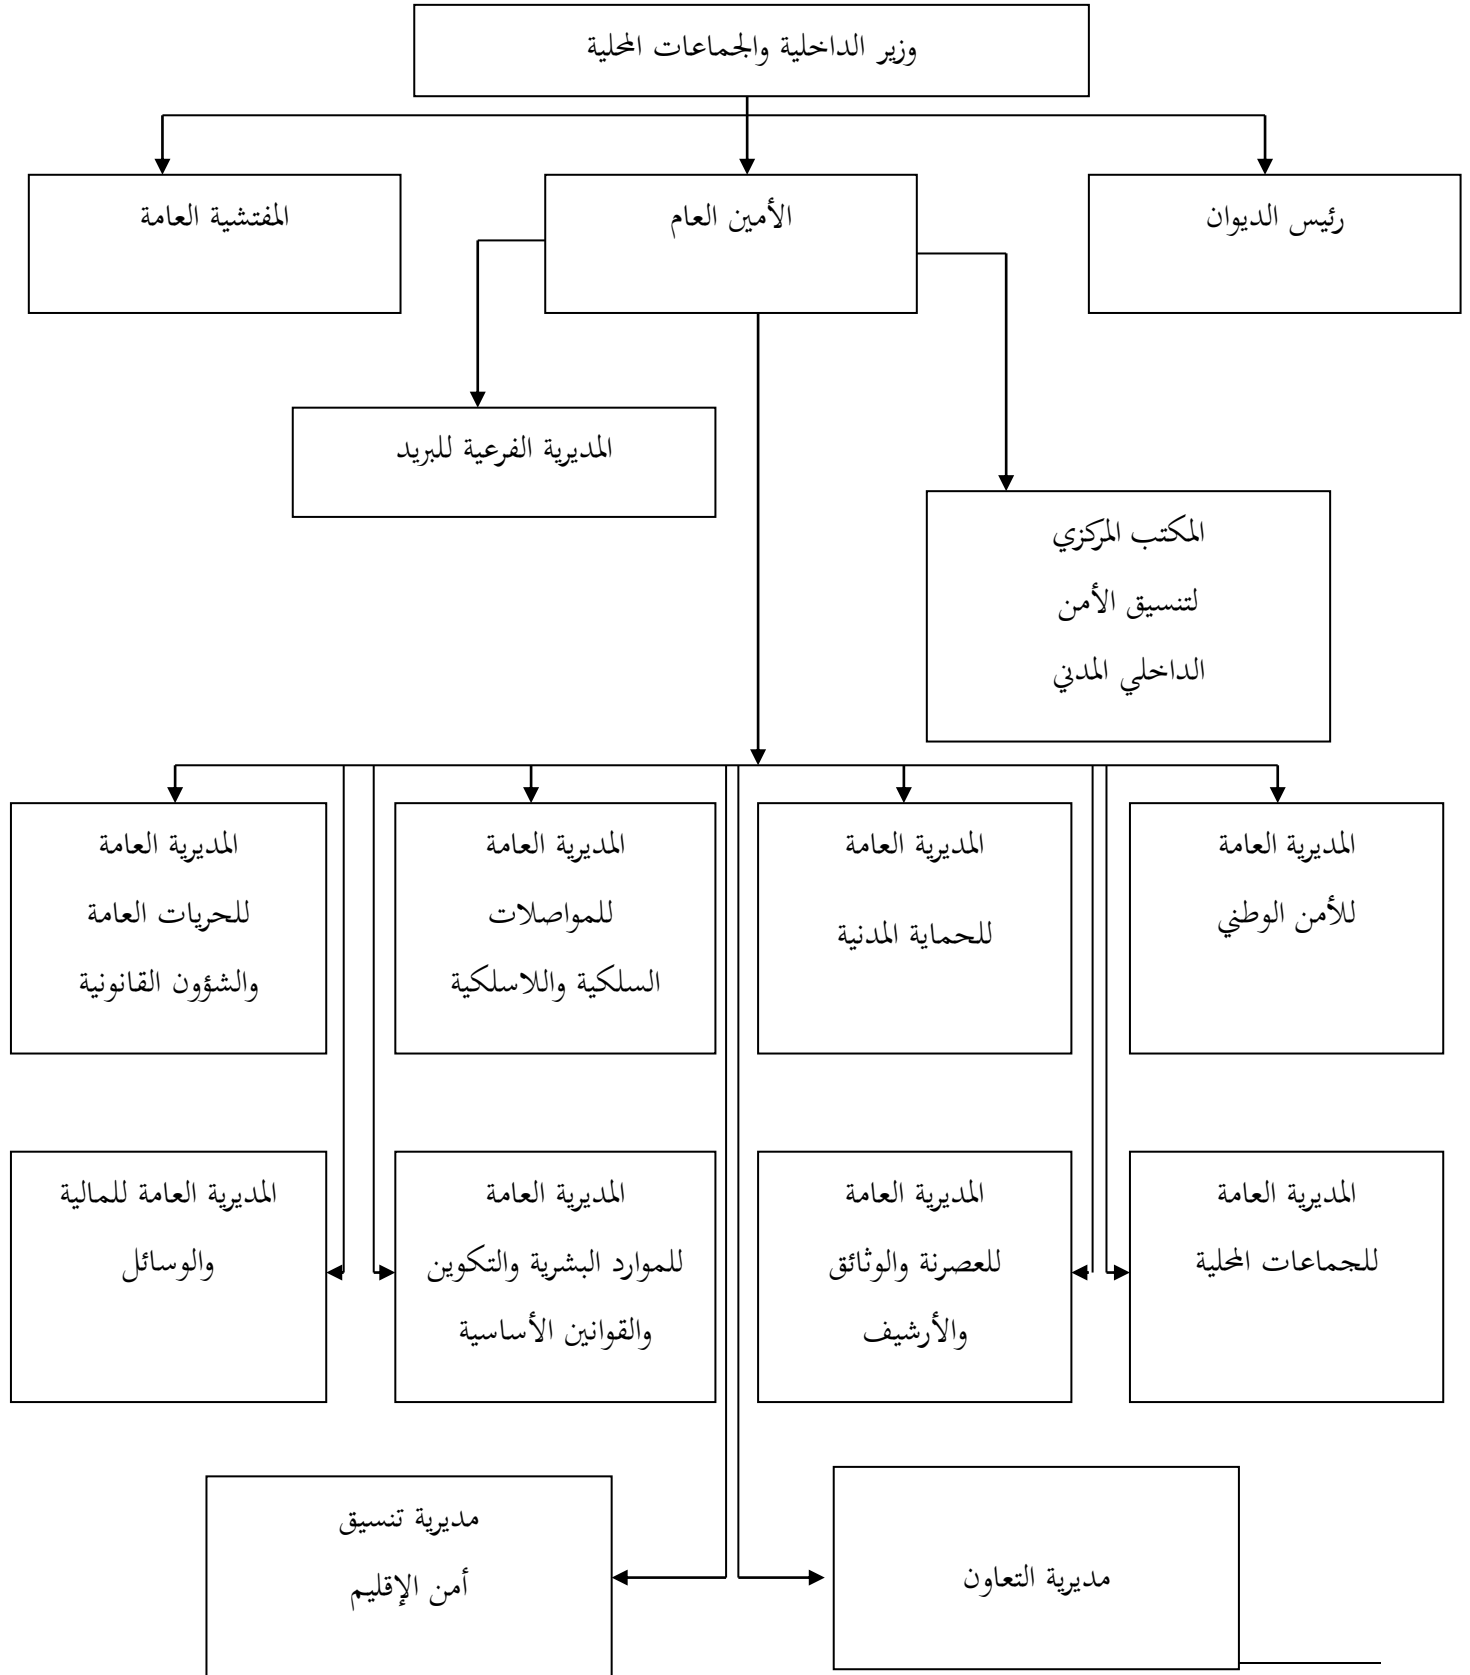 وزير الداخلية والجماعات المحلية
رئيس الديوان
الأمين العام
المفتشية العامة
المديرية الفرعية للبريد
المكتب المركزي
لتنسيق الأمن
الداخلي المدني
المديرية العامة
للأمن الوطني
المديرية العامة
للحماية المدنية
المديرية العامة
للمواصلات
السلكية واللاسلكية
المديرية العامة
للحريات العامة
والشؤون القانونية
المديرية العامة
للجماعات المحلية
المديرية العامة
للعصرنة والوثائق
والأرشيف
المديرية العامة
للموارد البشرية والتكوين
والقوانين الأساسية
المديرية العامة للمالية
والوسائل
مديرية التعاون
مديرية تنسيق
أمن الإقليم